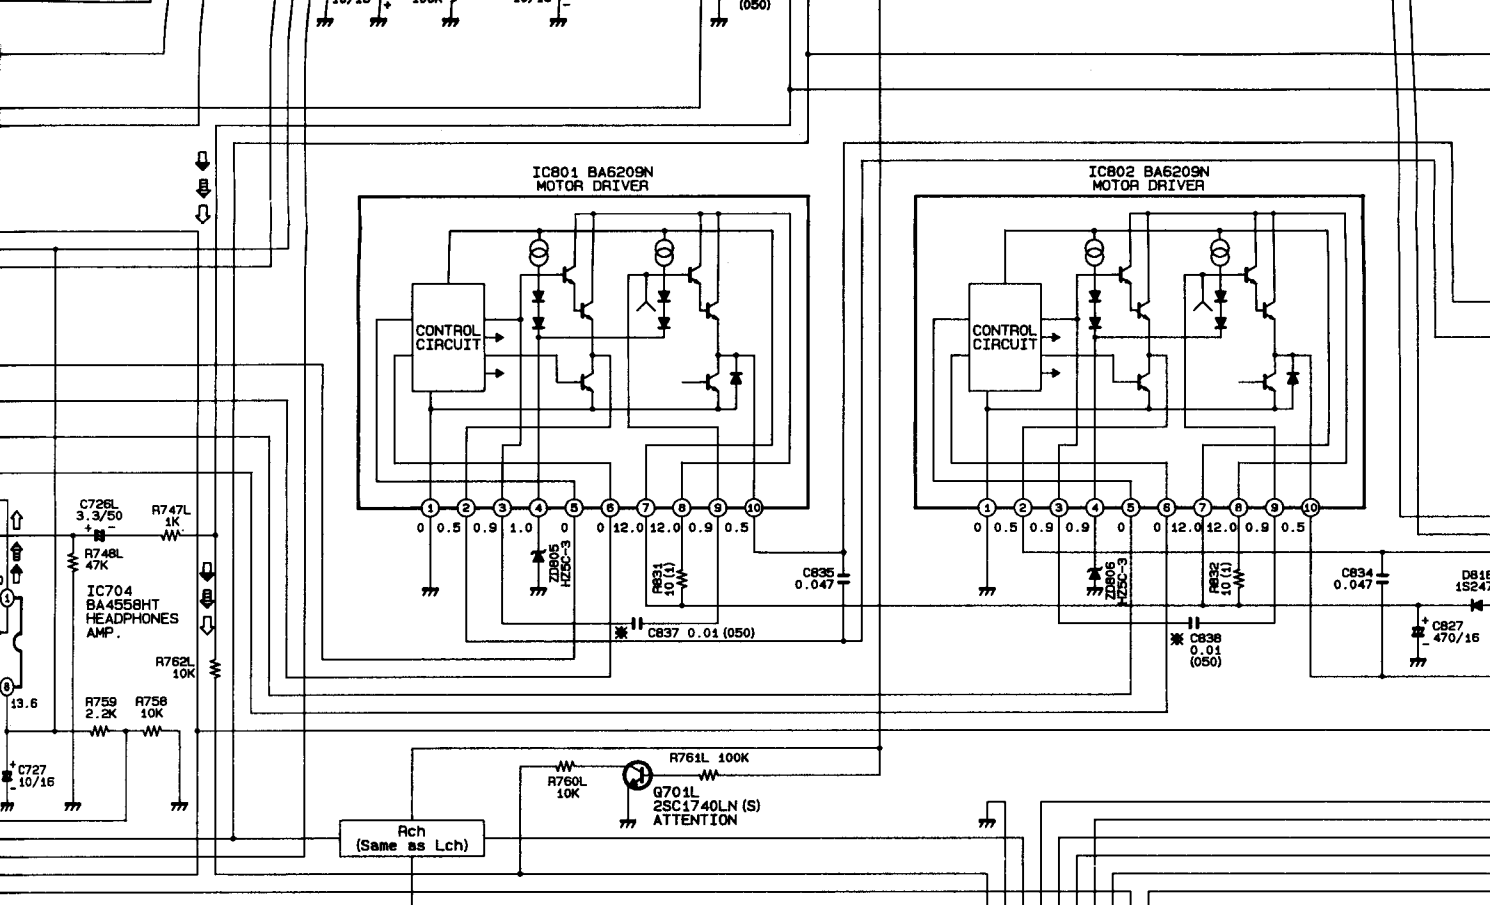 (050)
IC801 BA6209N
MOTOR DRIVER
CONTROL
CIRCUIT
1 2 3 4 5 6 7 8 9 10
0 0.5 0.9 1.0 0 0 12.0 12.0 0.9 0.5
ZD805
HZ5C-3
R831
10 (1)
C835
0.047
※ C837 0.01 (050)
IC802 BA6209N
MOTOR DRIVER
CONTROL
CIRCUIT
1 2 3 4 5 6 7 8 9 10
0 0.5 0.9 0.9 0 0 12.0 12.0 0.9 0.5
ZD806
HZ5C-3
R832
10 (1)
C834
0.047
D818
1S247
※ C838
0.01
(050)
+ C827
- 470/16
C726L
3.3/50
+ -
R747L
1K
R748L
47K
IC704
BA4558HT
HEADPHONES
AMP.
1
8
13.6
R762L
10K
R759
2.2K
R758
10K
+ C727
- 10/16
R761L 100K
R760L
10K
Q701L
2SC1740LN (S)
ATTENTION
Rch
(Same as Lch)